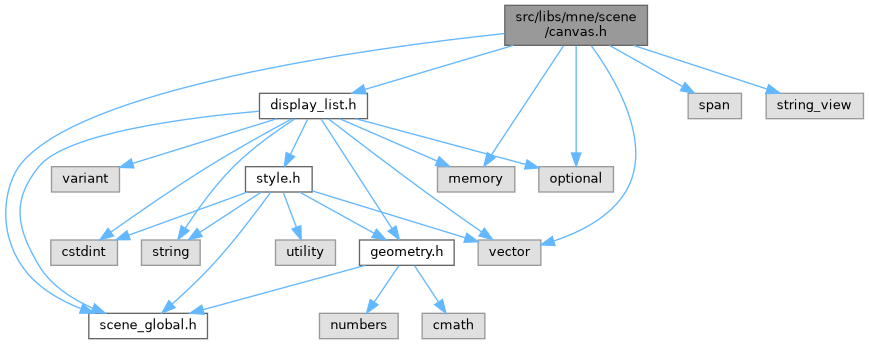 src/libs/mne/scene
/canvas.h
display_list.h
span
string_view
variant
style.h
memory
optional
cstdint
string
utility
geometry.h
vector
scene_global.h
numbers
cmath